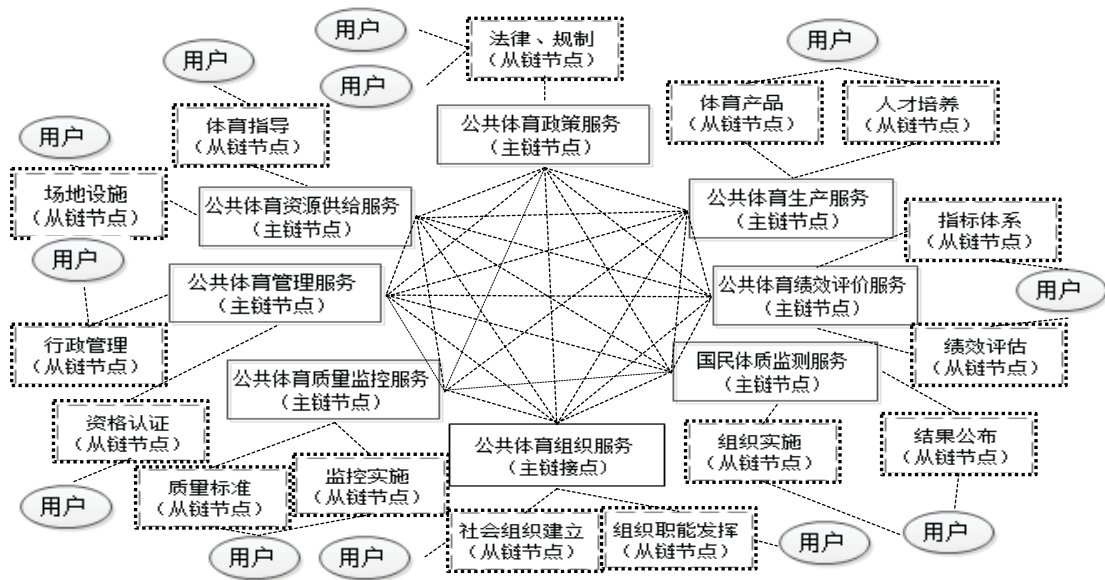 用户
法律、规制
（从链节点）
用户
用户
用户
体育产品
（从链节点）
人才培养
（从链节点）
体育指导
（从链节点）
公共体育政策服务
（主链节点）
用户
场地设施
（从链节点）
公共体育资源供给服务
（主链节点）
公共体育生产服务
（主链节点）
指标体系
（从链节点）
用户
公共体育管理服务
（主链节点）
公共体育绩效评价服务
（主链节点）
用户
行政管理
（从链节点）
公共体育质量监控服务
（主链节点）
国民体质监测服务
（主链节点）
绩效评估
（从链节点）
资格认证
（从链节点）
公共体育组织服务
（主链接点）
组织实施
（从链节点）
结果公布
（从链节点）
质量标准
（从链节点）
监控实施
（从链节点）
用户
用户
用户
社会组织建立
（从链节点）
组织职能发挥
（从链节点）
用户
用户